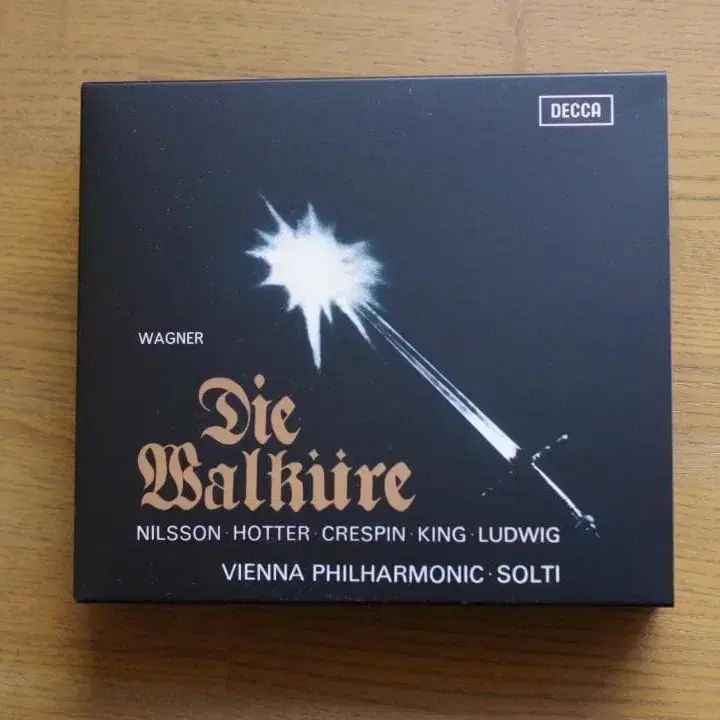 DECCA
WAGNER
Die
Walküre
NILSSON · HOTTER · CRESPIN · KING · LUDWIG
VIENNA PHILHARMONIC · SOLTI